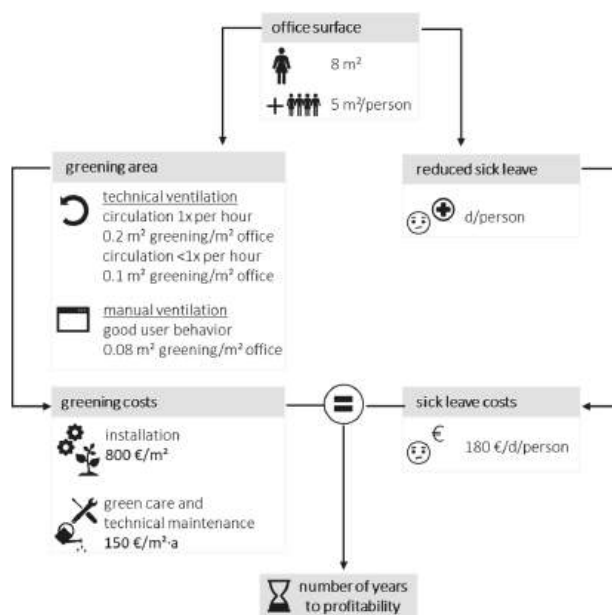 office surface
8 m²
+ 5 m²/person
greening area
technical ventilation
circulation 1x per hour
0.2 m² greening/m² office
circulation <1x per hour
0.1 m² greening/m² office
manual ventilation
good user behavior
0.08 m² greening/m² office
reduced sick leave
d/person
greening costs
installation
800 €/m²
green care and
technical maintenance
150 €/m²·a
=
sick leave costs
€
180 €/d/person
number of years
to profitability